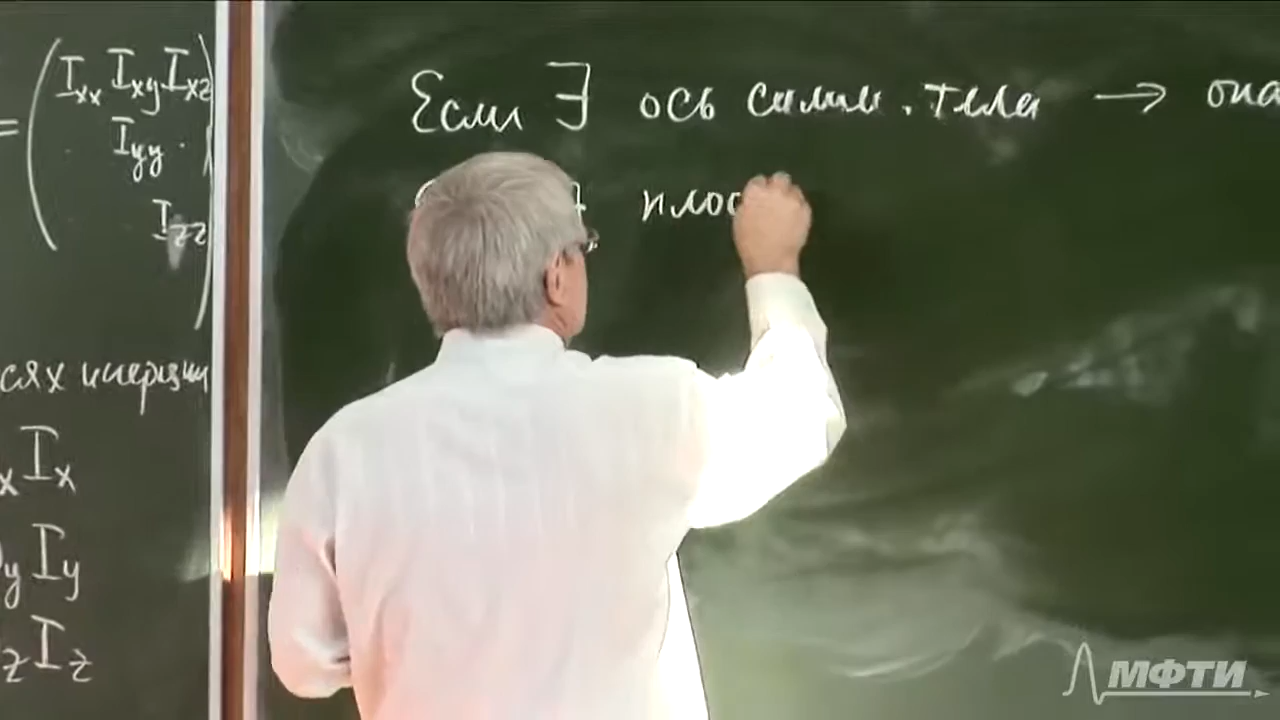 = ( Ixx Ixy Ixz
Iyy ·
Izz )
сях инерции
x Ix
y Iy
z Iz
Если ∃ ось симм. тела → она
∃ плос
МФТИ